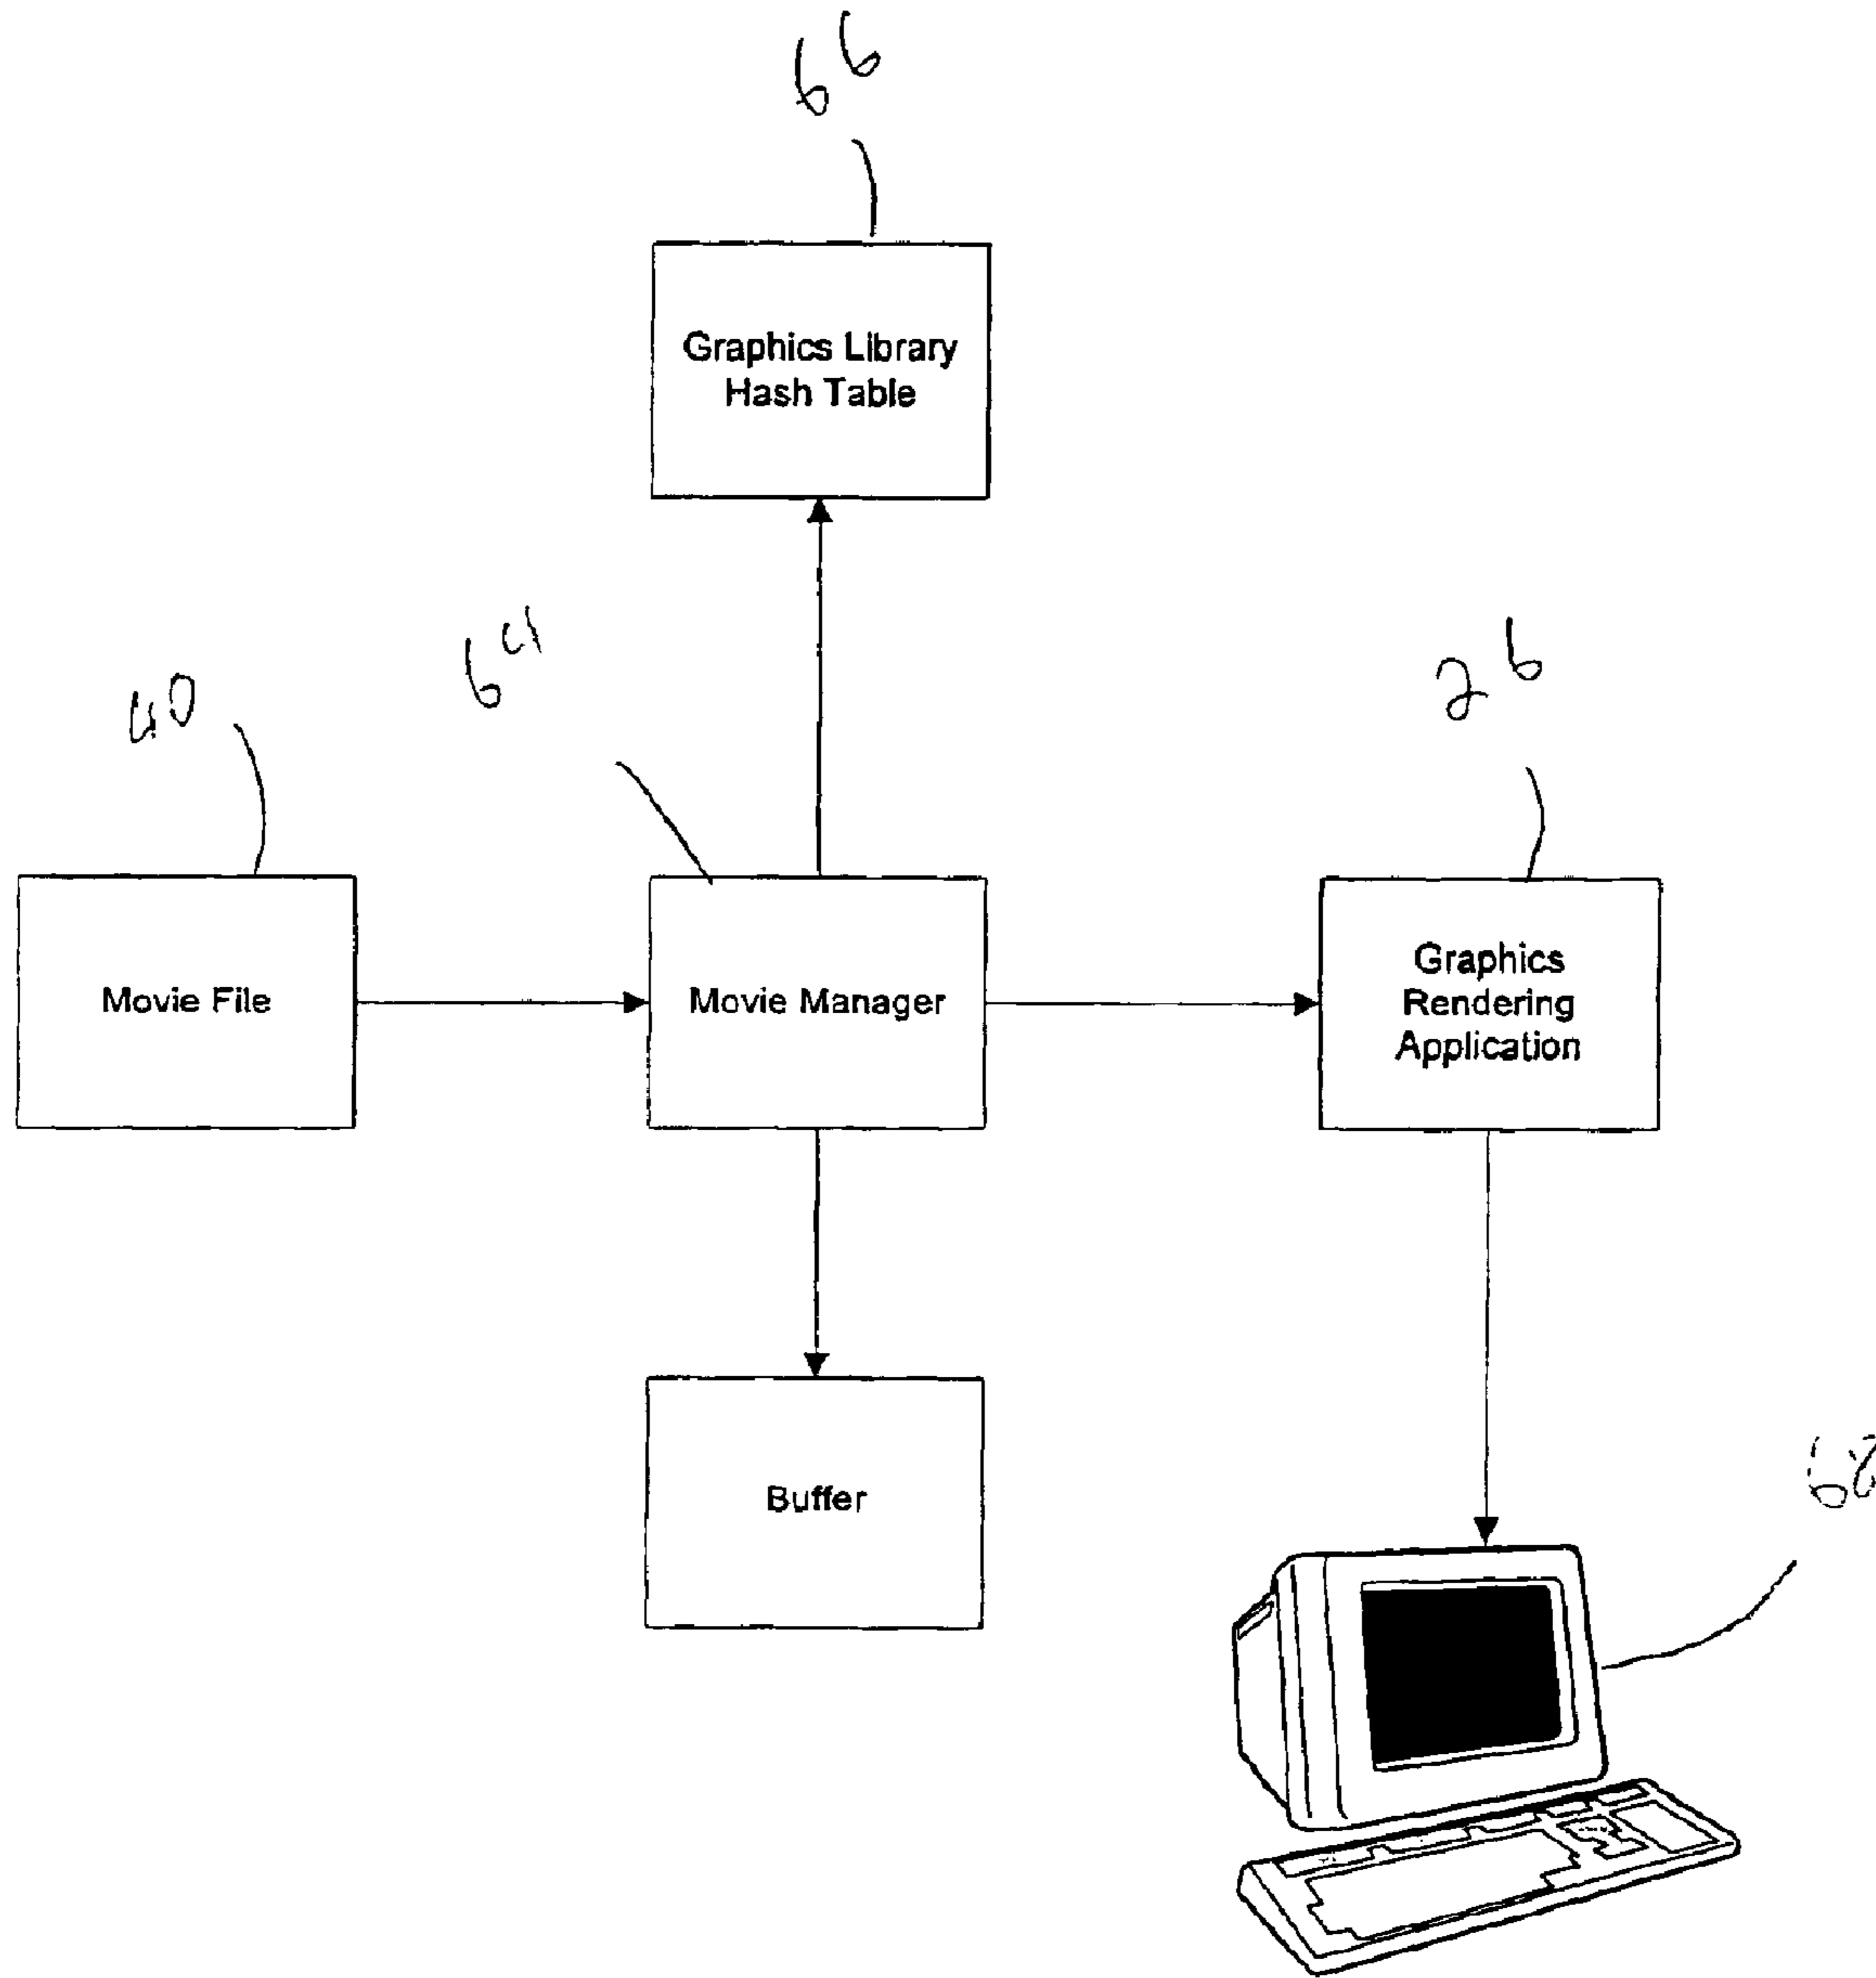 66
Graphics Library
Hash Table
40
64
26
Movie File
Movie Manager
Graphics
Rendering
Application
Buffer